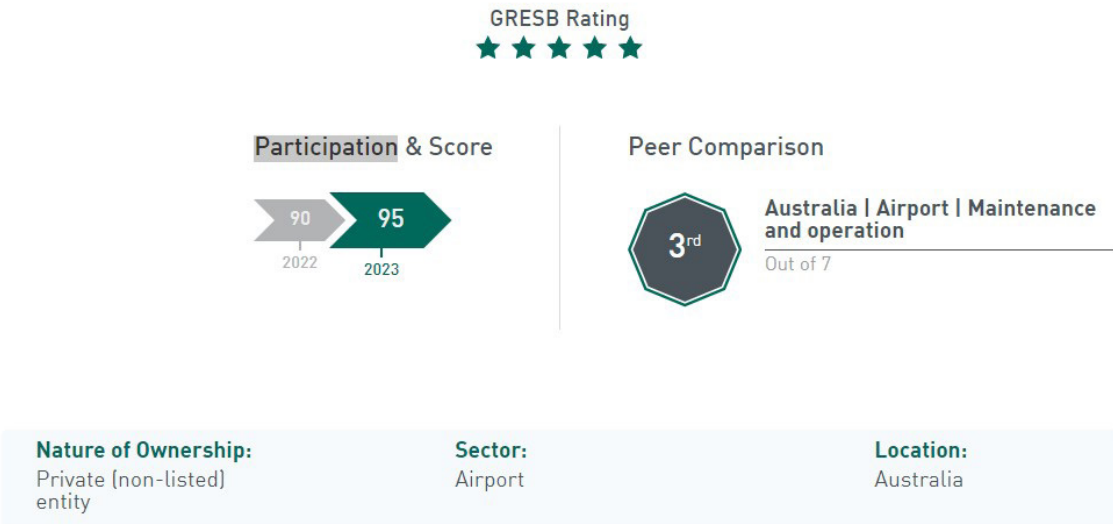 GRESB Rating
Participation & Score
90
95
2022
2023
Peer Comparison
3rd
Australia | Airport | Maintenance
and operation
Out of 7
Nature of Ownership:
Private (non-listed)
entity
Sector:
Airport
Location:
Australia